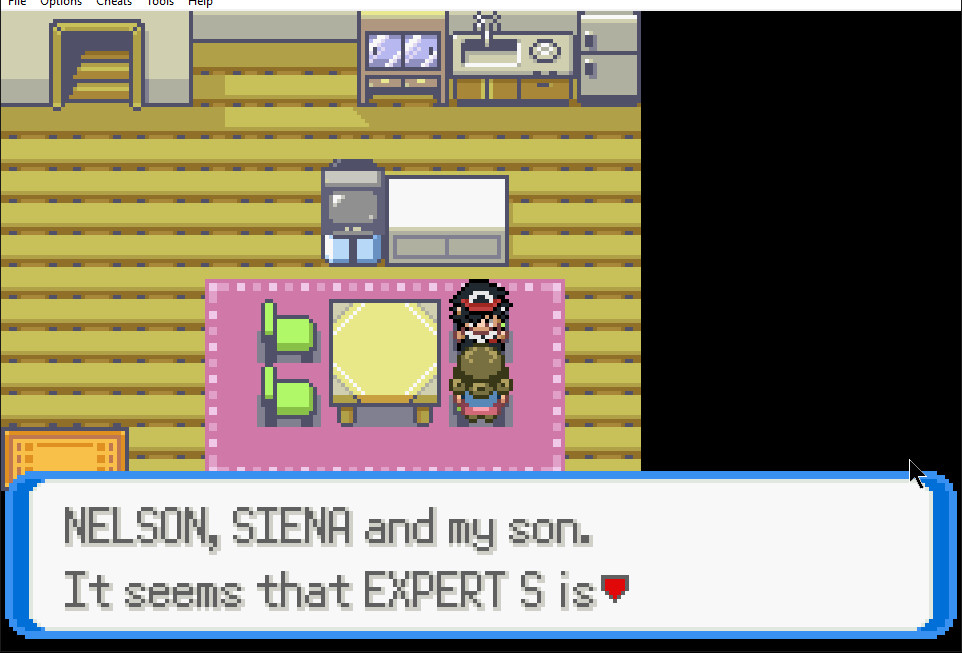 File Options Cheats Tools Help
NELSON, SIENA and my son.
It seems that EXPERT S is